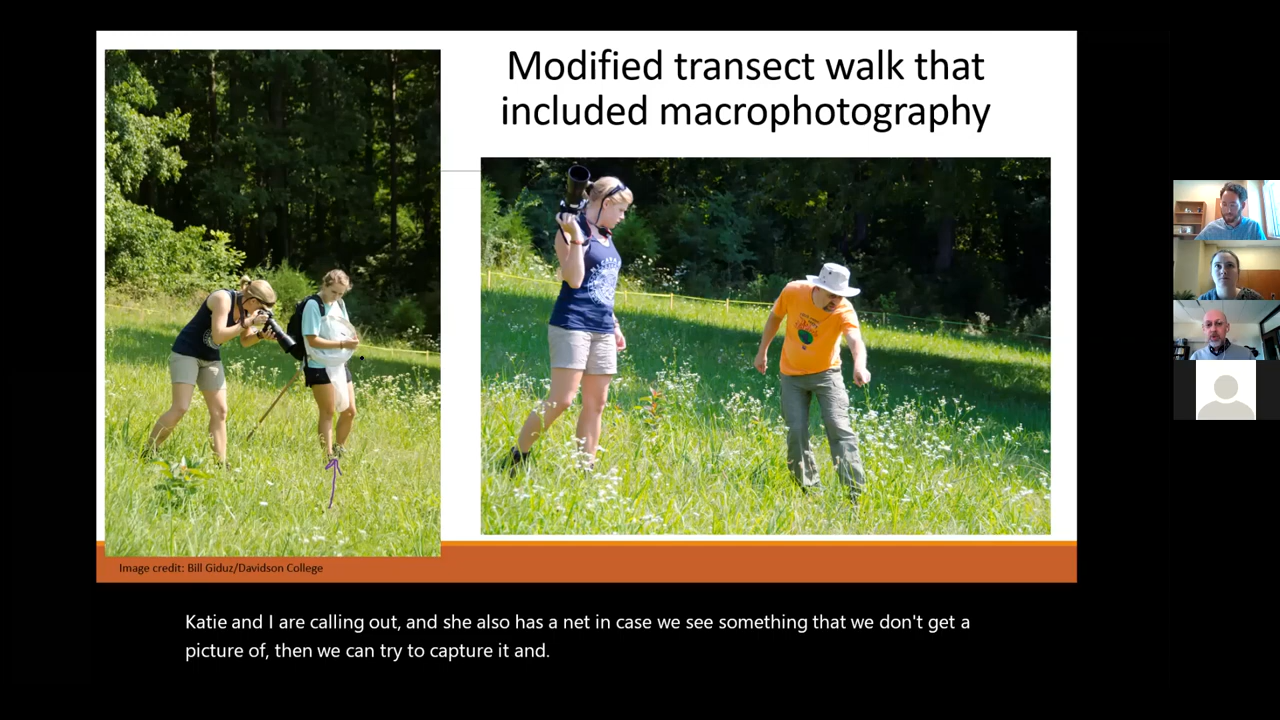 Modified transect walk that
included macrophotography
Image credit: Bill Giduz/Davidson College
Katie and I are calling out, and she also has a net in case we see something that we don't get a
picture of, then we can try to capture it and.